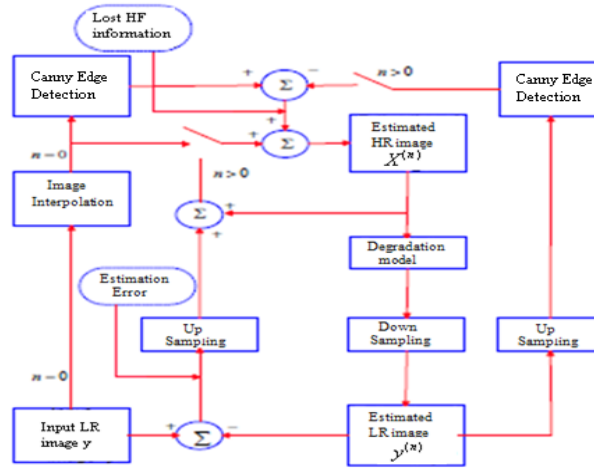 Lost HF
information
Canny Edge
Detection
+
Σ
−
n>0
Canny Edge
Detection
+
+
Σ
Estimated
HR image
X^(n)
n=0
n>0
Image
Interpolation
Σ
+
+
Degradation
model
Estimation
Error
Up
Sampling
Down
Sampling
Up
Sampling
n=0
Input LR
image y
+
Σ
−
Estimated
LR image
y^(n)